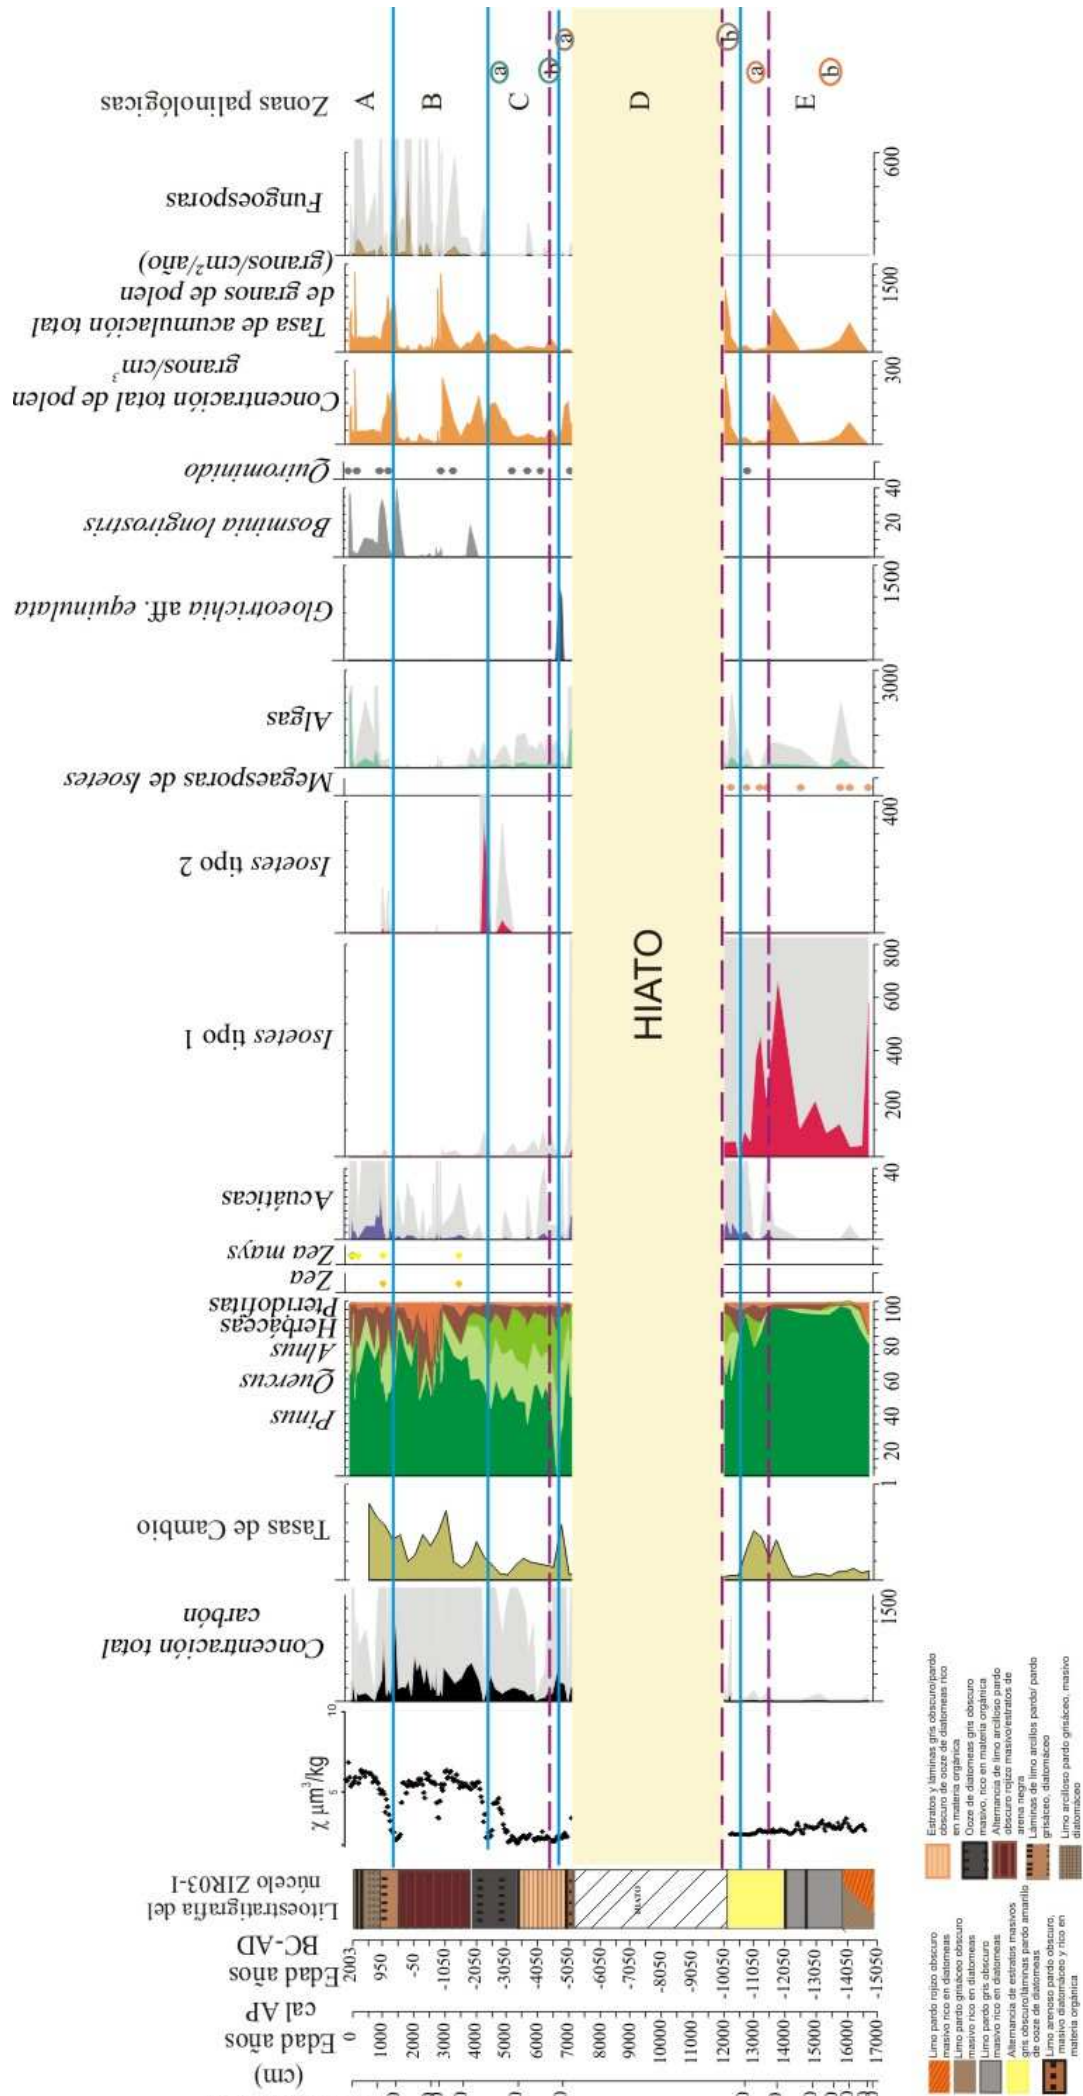 Zonas palinológicas
A
B
C
D
E
a
b
a
b
a
b
Fungoesporas
600
Tasa de acumulación total
de granos de polen
(granos/cm²/año)
1500
Concentración total de polen
granos/cm³
300
Quironinido
Bosminia longirostris
20
40
Gloeotrichia aff. equinulata
1500
Algas
3000
Megaesporas de Isoetes
Isoetes tipo 2
400
Isoetes tipo 1
200
400
600
800
Acuáticas
40
Zea mays
Zea
Pteridofitas
Herbáceas
Alnus
Quercus
Pinus
20
40
60
80
100
Tasas de Cambio
1
Concentración total
carbón
1500
χ μm³/kg
5
10
HIATO
Litoestratigrafia del
núcelo ZIR03-I
HIATO
Edad años
BC-AD
2003
950
-50
-2050
-3050
-4050
-5050
-7050
-8050
-9050
-10050
-11050
-12050
-13050
-14050
-15050
Edad años
cal AP
0
1000
2000
3000
4000
5000
6000
7000
8000
9000
10000
11000
12000
13000
14000
15000
16000
17000
(cm)
Limo pardo rojizo obscuro
masivo rico en diatomeas
Limo pardo grisáceo obscuro
masivo rico en diatomeas
Limo pardo gris obscuro
masivo rico en diatomeas
Alternancia de estratos masivos
gris obscuro/láminas pardo amarillo
de ooze de diatomeas
Limo arenoso pardo obscuro,
masivo diatomáceo y rico en
materia orgánica
Estratos y láminas gris obscuro/pardo
obscuro de ooze de diatomeas rico
en materia orgánica
Ooze de diatomeas gris obscuro
masivo, rico en materia orgánica
Alternancia de limo arcilloso pardo
obscuro rojizo masivo/estratos de
arena negra
Láminas de limo arcillos pardo/ pardo
grisáceo, diatomáceo
Limo arcilloso pardo grisáceo, masivo
diatomáceo